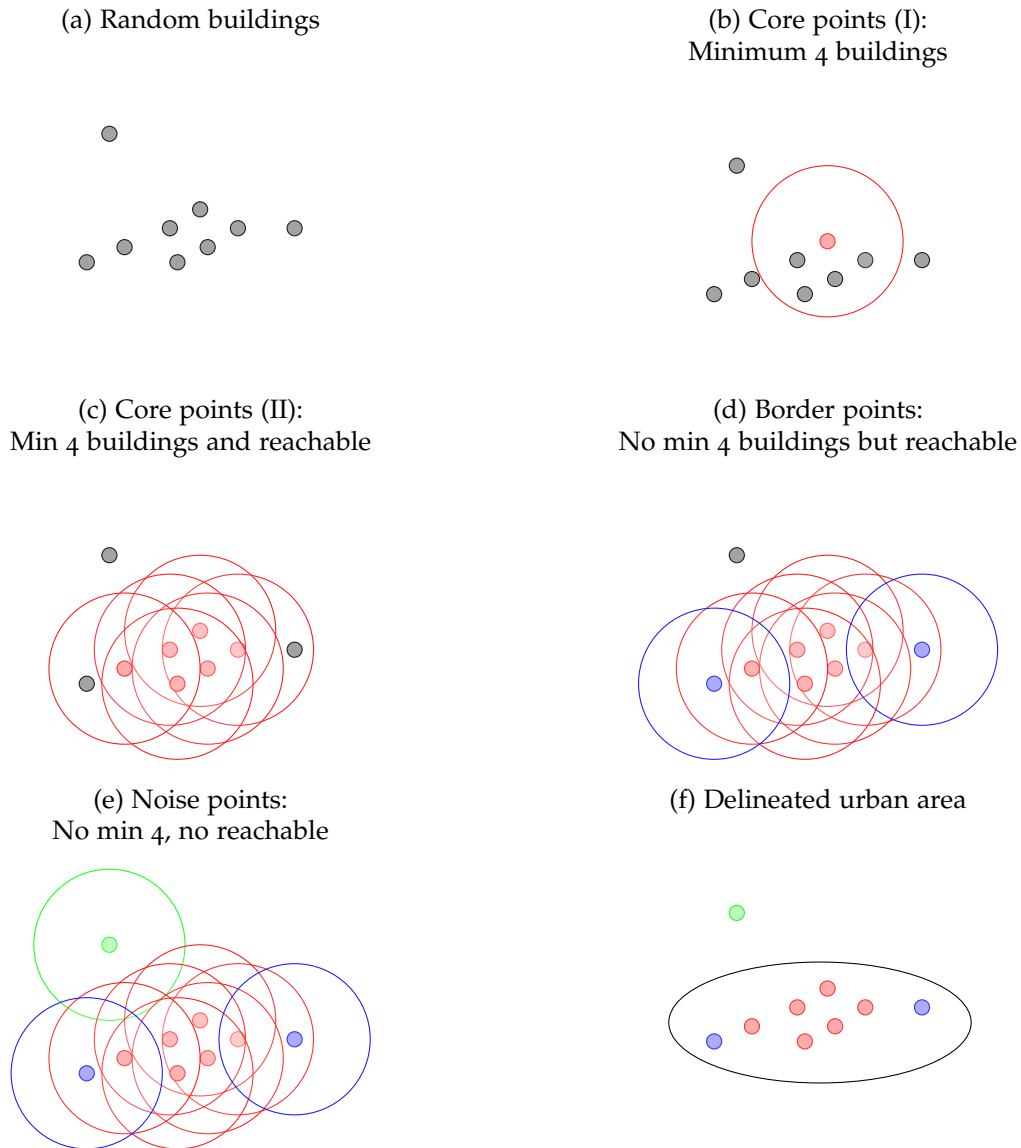 (a) Random buildings
(b) Core points (I):
Minimum 4 buildings
(c) Core points (II):
Min 4 buildings and reachable
(d) Border points:
No min 4 buildings but reachable
(e) Noise points:
No min 4, no reachable
(f) Delineated urban area